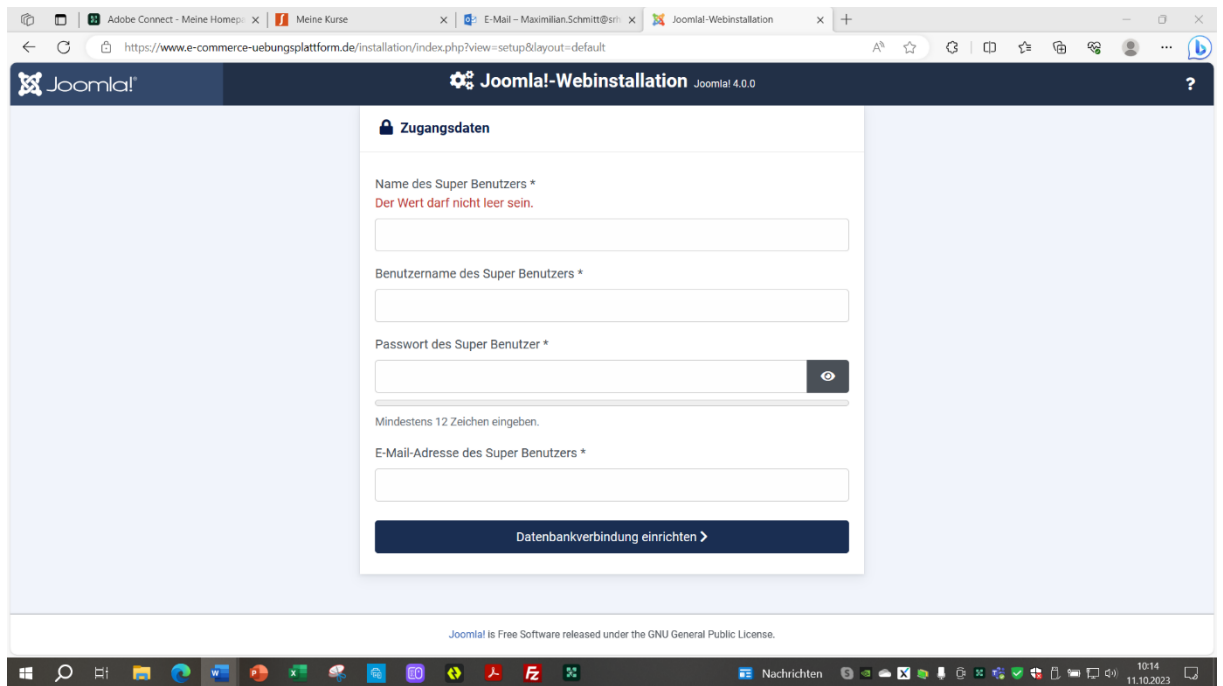 Adobe Connect - Meine Homep
Meine Kurse
E-Mail – Maximilian.Schmitt@srh
Joomla!-Webinstallation
https://www.e-commerce-uebungsplattform.de/installation/index.php?view=setup&layout=default
Joomla!
Joomla!-Webinstallation Joomla! 4.0.0
?
Zugangsdaten
Name des Super Benutzers *
Der Wert darf nicht leer sein.
Benutzername des Super Benutzers *
Passwort des Super Benutzer *
Mindestens 12 Zeichen eingeben.
E-Mail-Adresse des Super Benutzers *
Datenbankverbindung einrichten
Joomla! is Free Software released under the GNU General Public License.
Nachrichten
10:14
11.10.2023